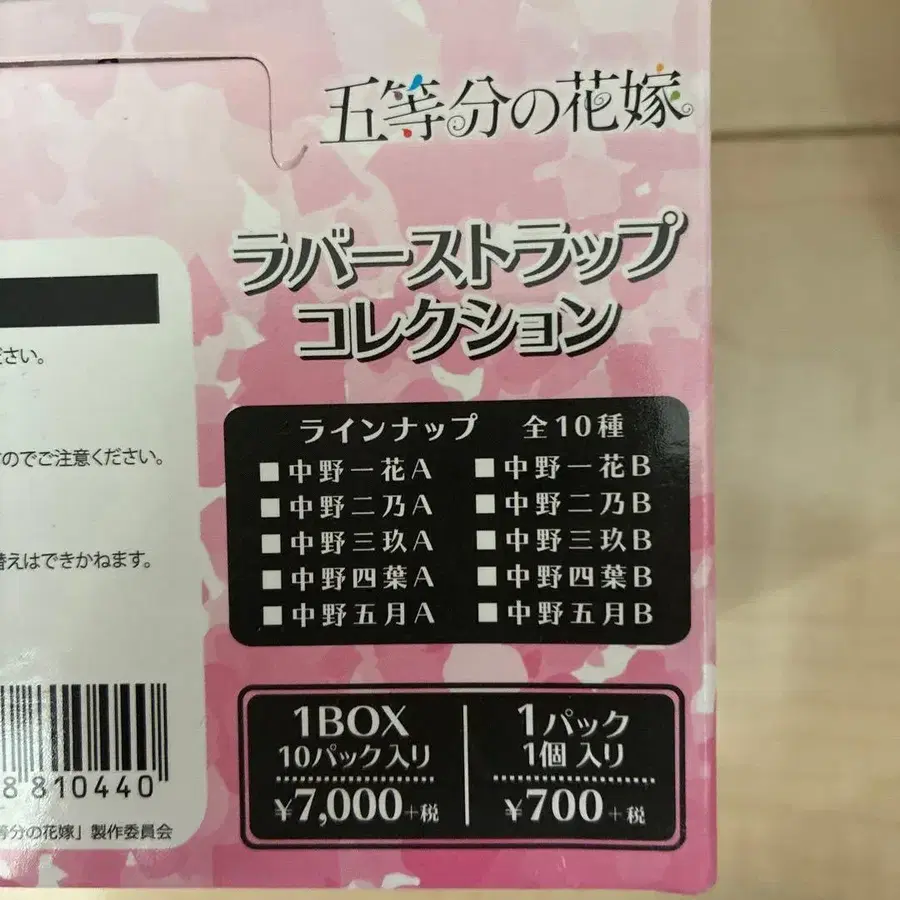 五等分の花嫁
ラバーストラップ
コレクション
ださい。
のでご注意ください。
替えはできかねます。
ラインナップ 全10種
■中野一花A ■中野一花B
■中野二乃A ■中野二乃B
■中野三玖A ■中野三玖B
■中野四葉A ■中野四葉B
■中野五月A ■中野五月B
1BOX
10パック入り
¥7,000+税
1パック
1個入り
¥700+税
8 810440
等分の花嫁」製作委員会